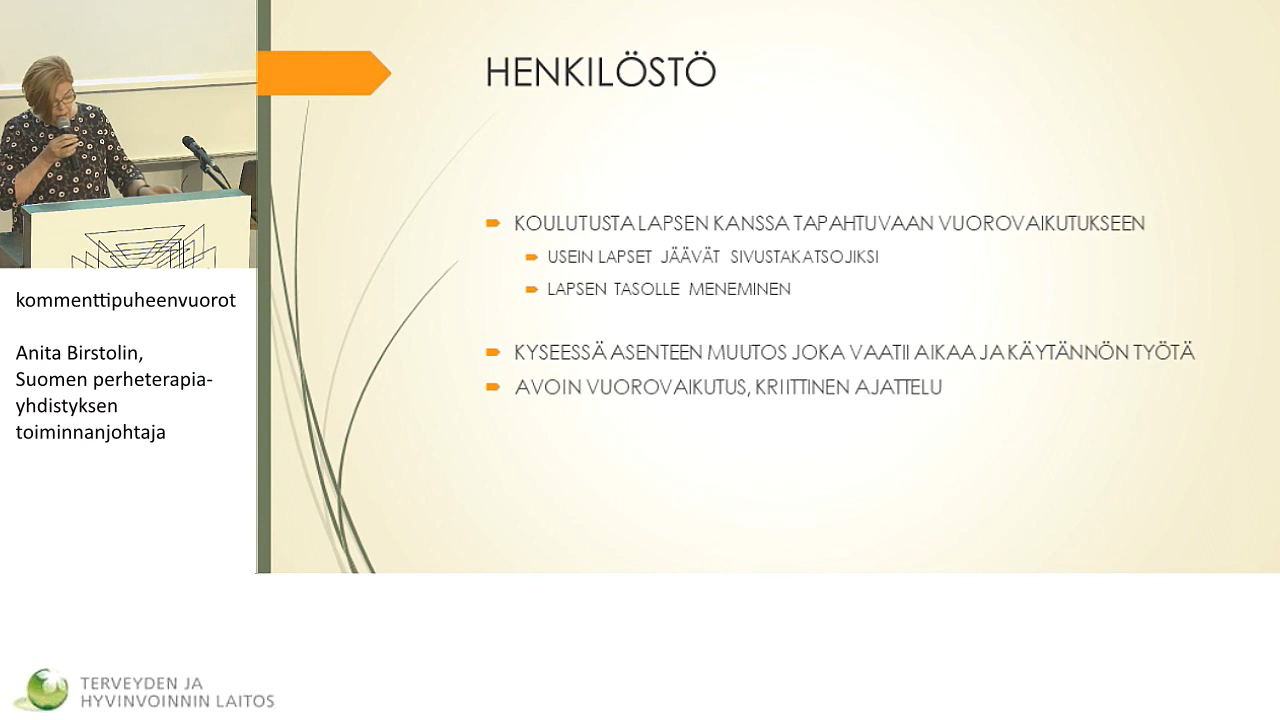 HENKILÖSTÖ
KOULUTUSTA LAPSEN KANSSA TAPAHTUVAAN VUOROVAIKUTUKSEEN
USEIN LAPSET JÄÄVÄT SIVUSTAKATSOJIKSI
LAPSEN TASOLLE MENEMINEN
KYSEESSÄ ASENTEEN MUUTOS JOKA VAATII AIKAA JA KÄYTÄNNÖN TYÖTÄ
AVOIN VUOROVAIKUTUS, KRIITTINEN AJATTELU
kommenttipuheenvuorot
Anita Birstolin,
Suomen perheterapia-
yhdistyksen
toiminnanjohtaja
TERVEYDEN JA
HYVINVOINNIN LAITOS